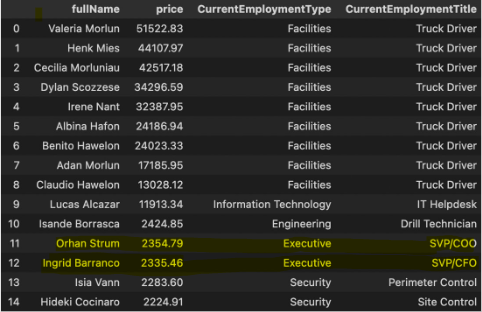 fullName price CurrentEmploymentType CurrentEmploymentTitle
0 Valeria Morlun 51522.83 Facilities Truck Driver
1 Henk Mies 44107.97 Facilities Truck Driver
2 Cecilia Morluniau 42517.18 Facilities Truck Driver
3 Dylan Scozzese 34296.59 Facilities Truck Driver
4 Irene Nant 32387.95 Facilities Truck Driver
5 Albina Hafon 24186.94 Facilities Truck Driver
6 Benito Hawelon 24023.33 Facilities Truck Driver
7 Adan Morlun 17185.95 Facilities Truck Driver
8 Claudio Hawelon 13028.12 Facilities Truck Driver
9 Lucas Alcazar 11913.34 Information Technology IT Helpdesk
10 Isande Borrasca 2424.85 Engineering Drill Technician
11 Orhan Strum 2354.79 Executive SVP/COO
12 Ingrid Barranco 2335.46 Executive SVP/CFO
13 Isia Vann 2283.60 Security Perimeter Control
14 Hideki Cocinaro 2224.91 Security Site Control